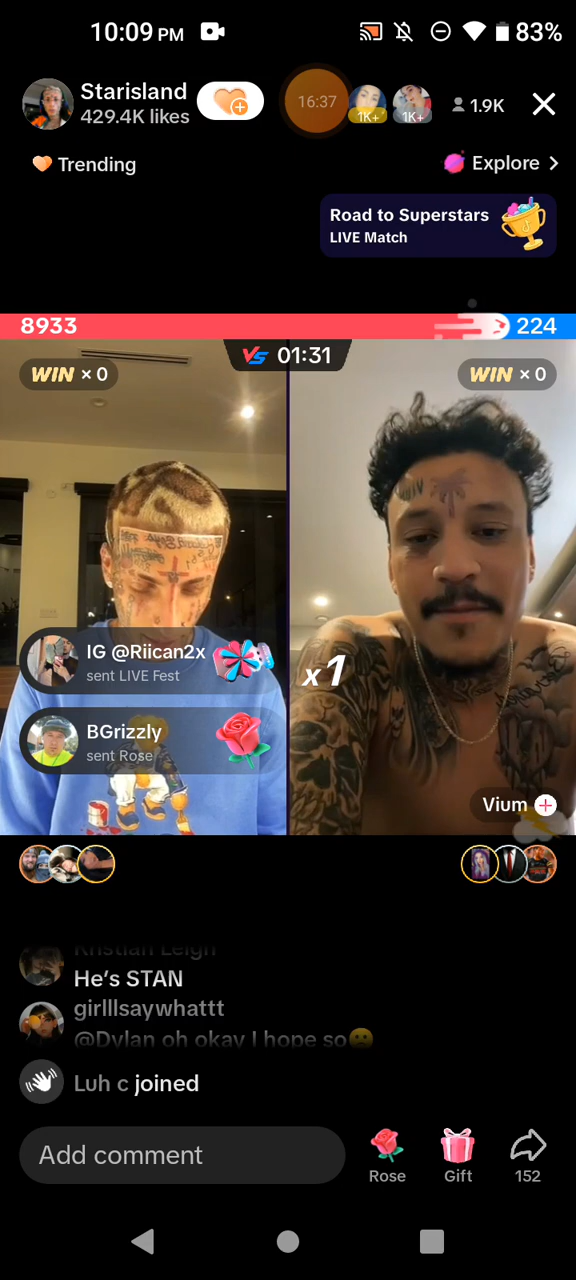 10:09 PM
83%
Starisland
429.4K likes
16:37
1K+
1K+
1.9K
Trending
Explore >
Road to Superstars
LIVE Match
8933
224
VS 01:31
WIN × 0
WIN × 0
IG @Riican2x
sent LIVE Fest
x1
BGrizzly
sent Rose
Vium
Kristian Leigh
He's STAN
girlllsaywhattt
@Dylan oh okay I hope so🙁
Luh c joined
Add comment
Rose
Gift
152